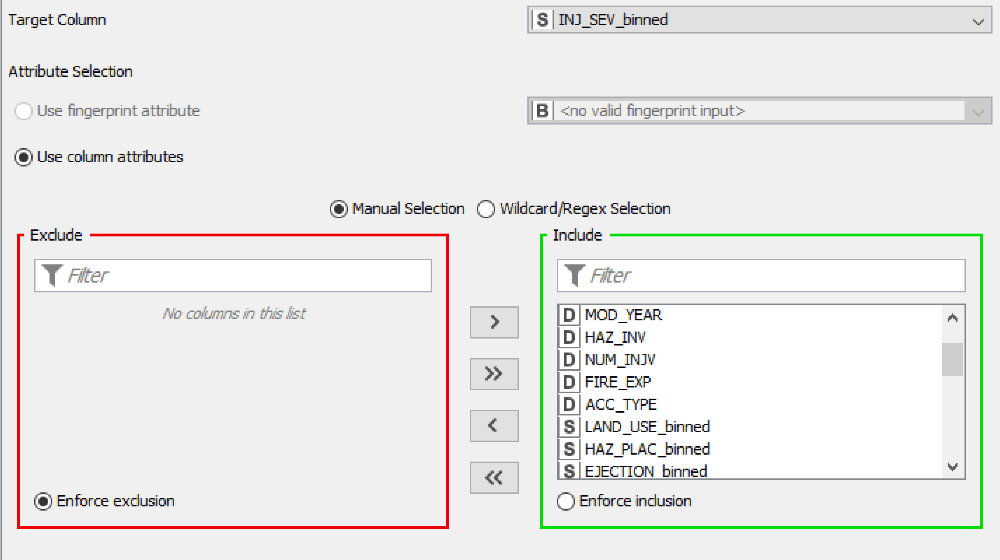 Target Column
S INJ_SEV_binned
Attribute Selection
Use fingerprint attribute
B <no valid fingerprint input>
Use column attributes
Manual Selection Wildcard/Regex Selection
Exclude
Filter
No columns in this list
Enforce exclusion
>
>>
<
<<
Include
Filter
D MOD_YEAR
D HAZ_INV
D NUM_INJV
D FIRE_EXP
D ACC_TYPE
S LAND_USE_binned
S HAZ_PLAC_binned
S EJECTION_binned
Enforce inclusion